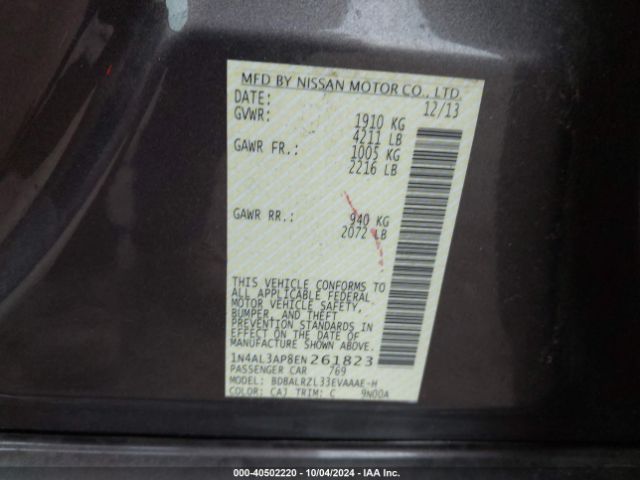 MFD BY NISSAN MOTOR CO., LTD.
DATE: 12/13
GVWR: 1910 KG
4211 LB
GAWR FR.: 1005 KG
2216 LB
GAWR RR.: 940 KG
2072 LB
THIS VEHICLE CONFORMS TO
ALL APPLICABLE FEDERAL
MOTOR VEHICLE SAFETY,
BUMPER, AND THEFT
PREVENTION STANDARDS IN
EFFECT ON THE DATE OF
MANUFACTURE SHOWN ABOVE.
1N4AL3AP8EN261823
PASSENGER CAR 769
MODEL: BDBALRZL33EVAAAE-H
COLOR: CAJ TRIM: C 9N00A
000-40502220 - 10/04/2024 - IAA Inc.